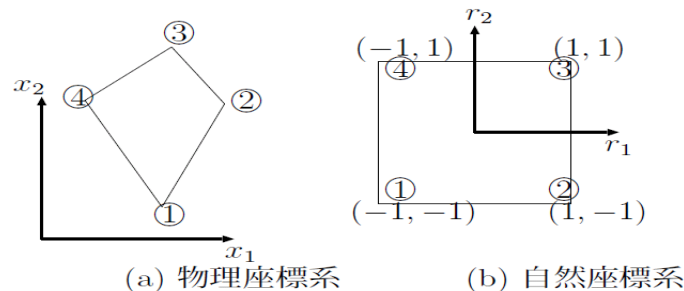 x₂
③
④
②
①
x₁
(a) 物理座標系
r₂
(−1, 1)
(1, 1)
④
③
r₁
①
②
(−1, −1)
(1, −1)
(b) 自然座標系